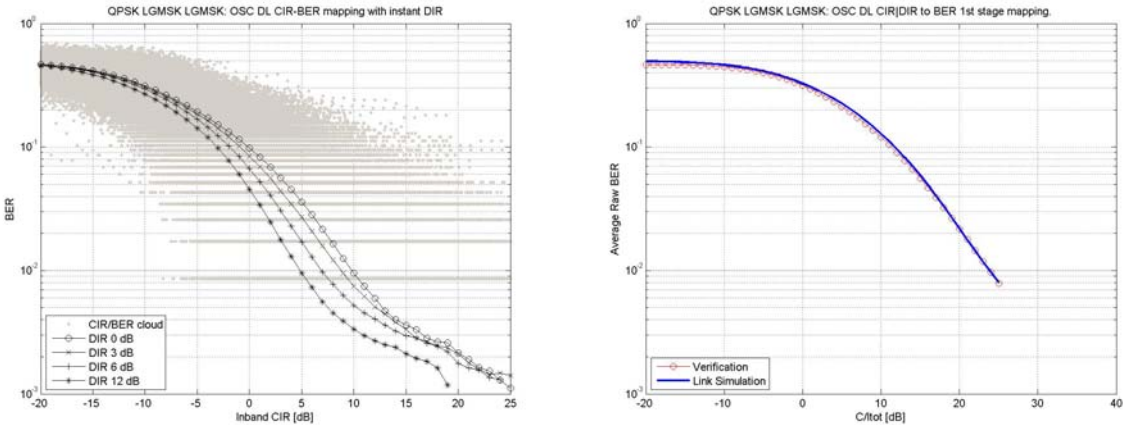 QPSK LGMSK LGMSK: OSC DL CIR-BER mapping with instant DIR
10^0
10^-1
10^-2
10^-3
BER
CIR/BER cloud
DIR 0 dB
DIR 3 dB
DIR 6 dB
DIR 12 dB
-20 -15 -10 -5 0 5 10 15 20 25
Inband CIR [dB]
QPSK LGMSK LGMSK: OSC DL CIR|DIR to BER 1st stage mapping.
10^0
10^-1
10^-2
10^-3
Average Raw BER
Verification
Link Simulation
-20 -10 0 10 20 30 40
C/Itot [dB]